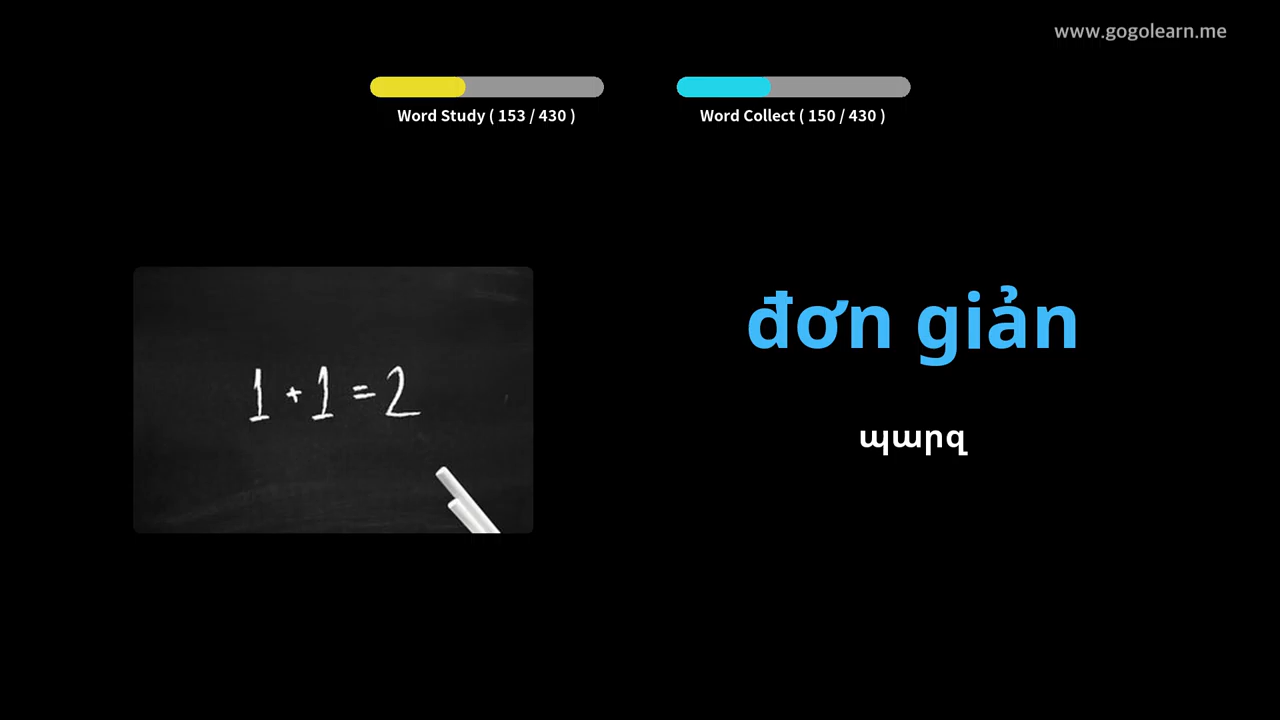 www.gogolearn.me
Word Study ( 153 / 430 )
Word Collect ( 150 / 430 )
1 + 1 = 2
đơn giản
պարզ